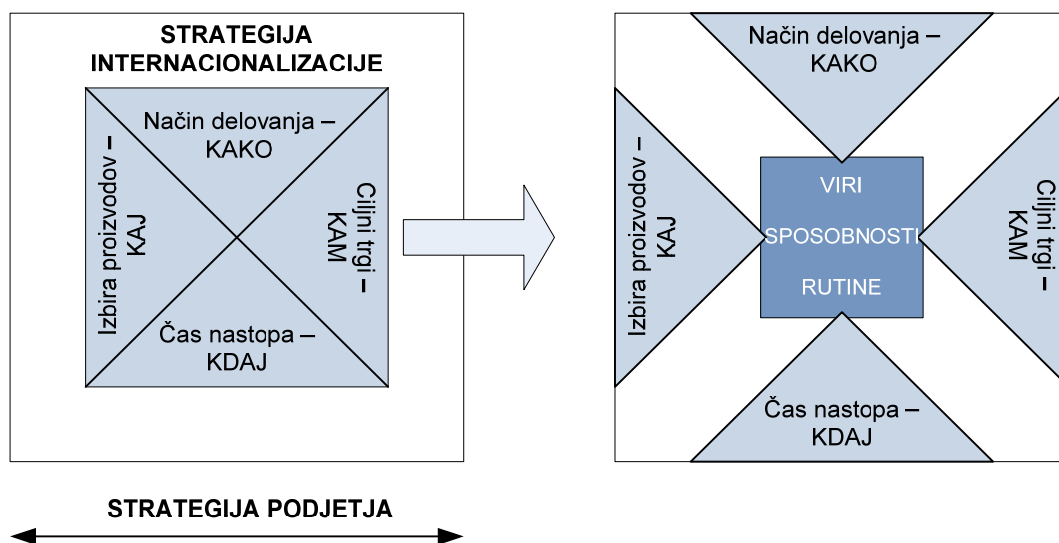 STRATEGIJA
INTERNACIONALIZACIJE
Način delovanja –
KAKO
Izbira proizvodov –
KAJ
Ciljni trgi –
KAM
Čas nastopa –
KDAJ
STRATEGIJA PODJETJA
Način delovanja –
KAKO
Izbira proizvodov –
KAJ
VIRI
SPOSOBNOSTI
RUTINE
Ciljni trgi –
KAM
Čas nastopa –
KDAJ